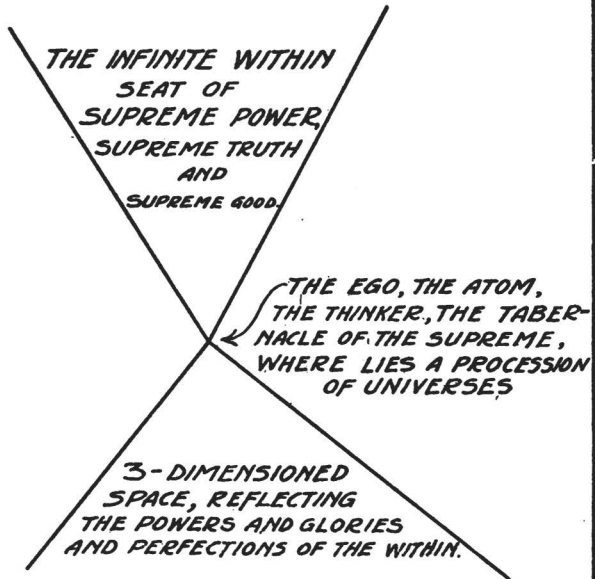 THE INFINITE WITHIN
SEAT OF
SUPREME POWER,
SUPREME TRUTH
AND
SUPREME GOOD.
THE EGO, THE ATOM,
THE THINKER, THE TABER-
NACLE OF THE SUPREME,
WHERE LIES A PROCESSION
OF UNIVERSES
3-DIMENSIONED
SPACE, REFLECTING
THE POWERS AND GLORIES
AND PERFECTIONS OF THE WITHIN.